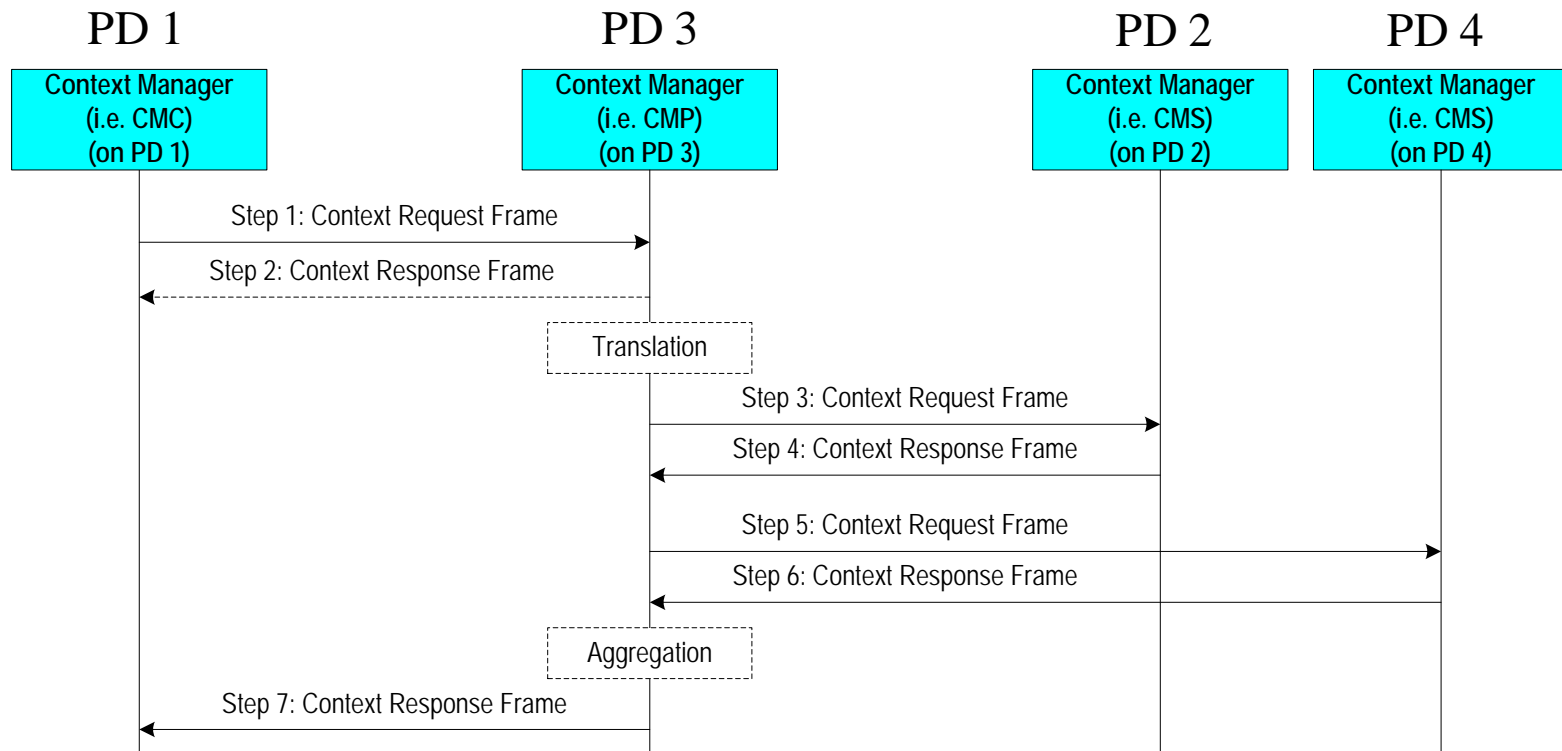 PD 1
PD 3
PD 2
PD 4
Context Manager
(i.e. CMC)
(on PD 1)
Context Manager
(i.e. CMP)
(on PD 3)
Context Manager
(i.e. CMS)
(on PD 2)
Context Manager
(i.e. CMS)
(on PD 4)
Step 1: Context Request Frame
Step 2: Context Response Frame
Translation
Step 3: Context Request Frame
Step 4: Context Response Frame
Step 5: Context Request Frame
Step 6: Context Response Frame
Aggregation
Step 7: Context Response Frame